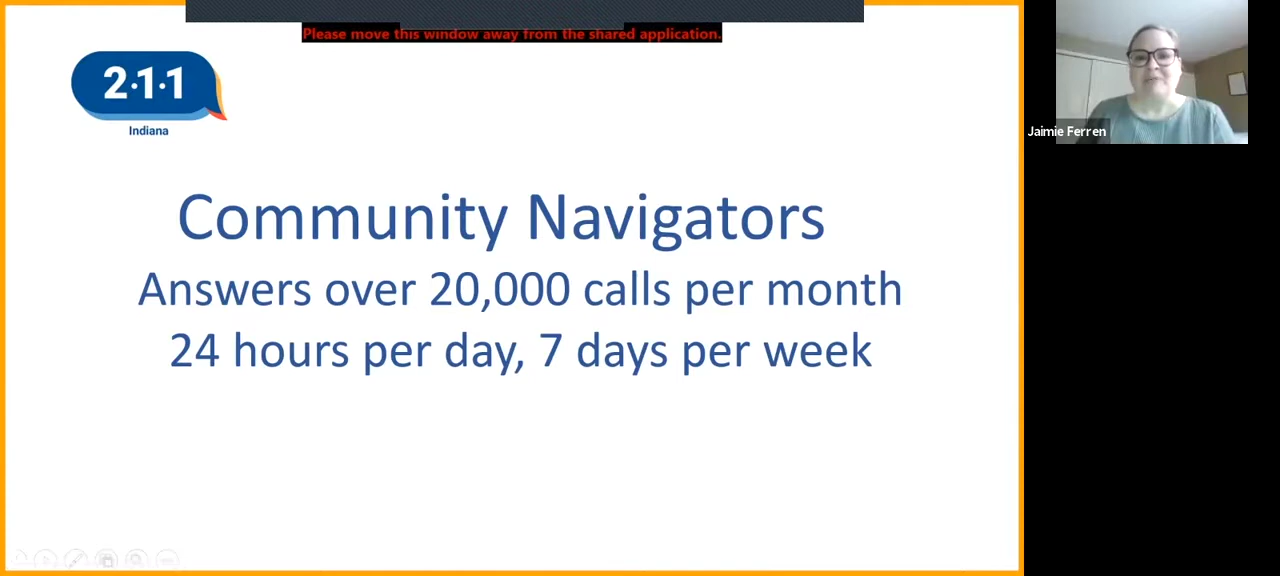 Please move this window away from the shared application.
2·1·1
Indiana
Jaimie Ferren
Community Navigators
Answers over 20,000 calls per month
24 hours per day, 7 days per week